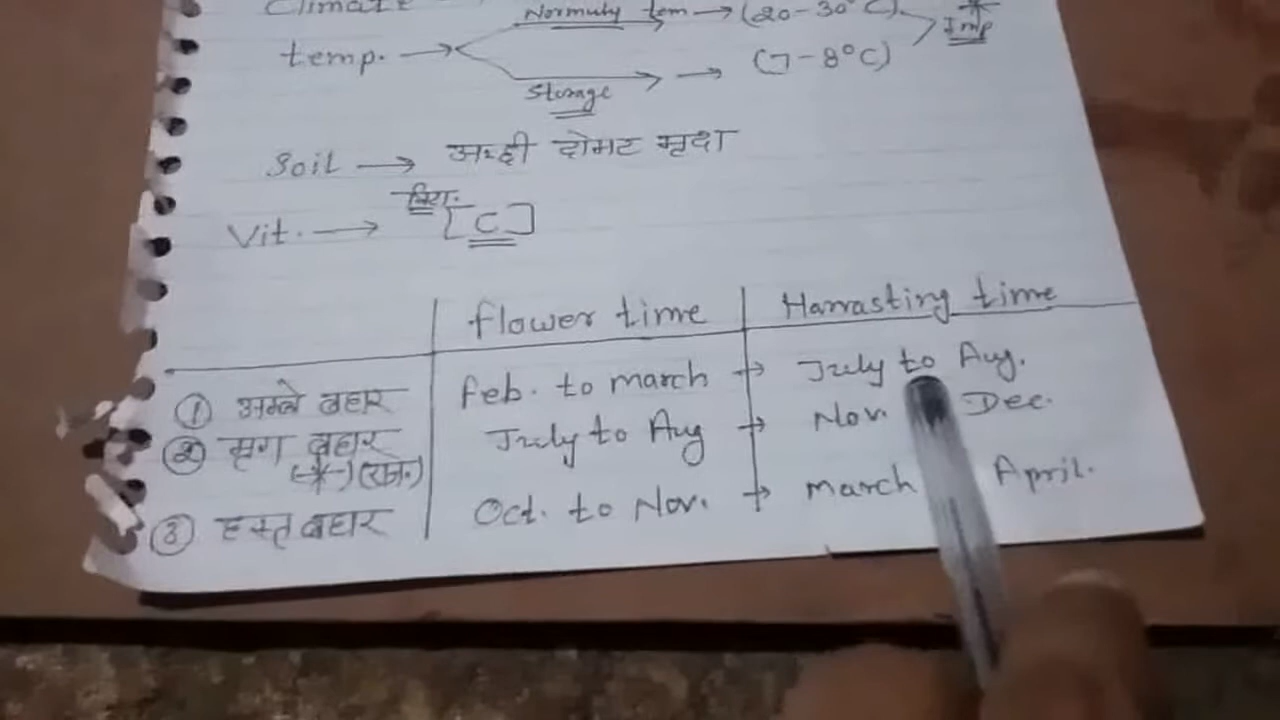 Climate
Normuly tem → (20-30°C)
Imp
temp. →
(7-8°C)
Storage →
Soil → अच्छी दोमट मृदा
Vit. → [C]
flower time Harrasting time
① अम्बे बहार feb. to march → July to Aug.
② मृग बहार July to Aug → Nov. Dec.
(*) (राज.)
③ हस्त बहार Oct. to Nov. → march April.